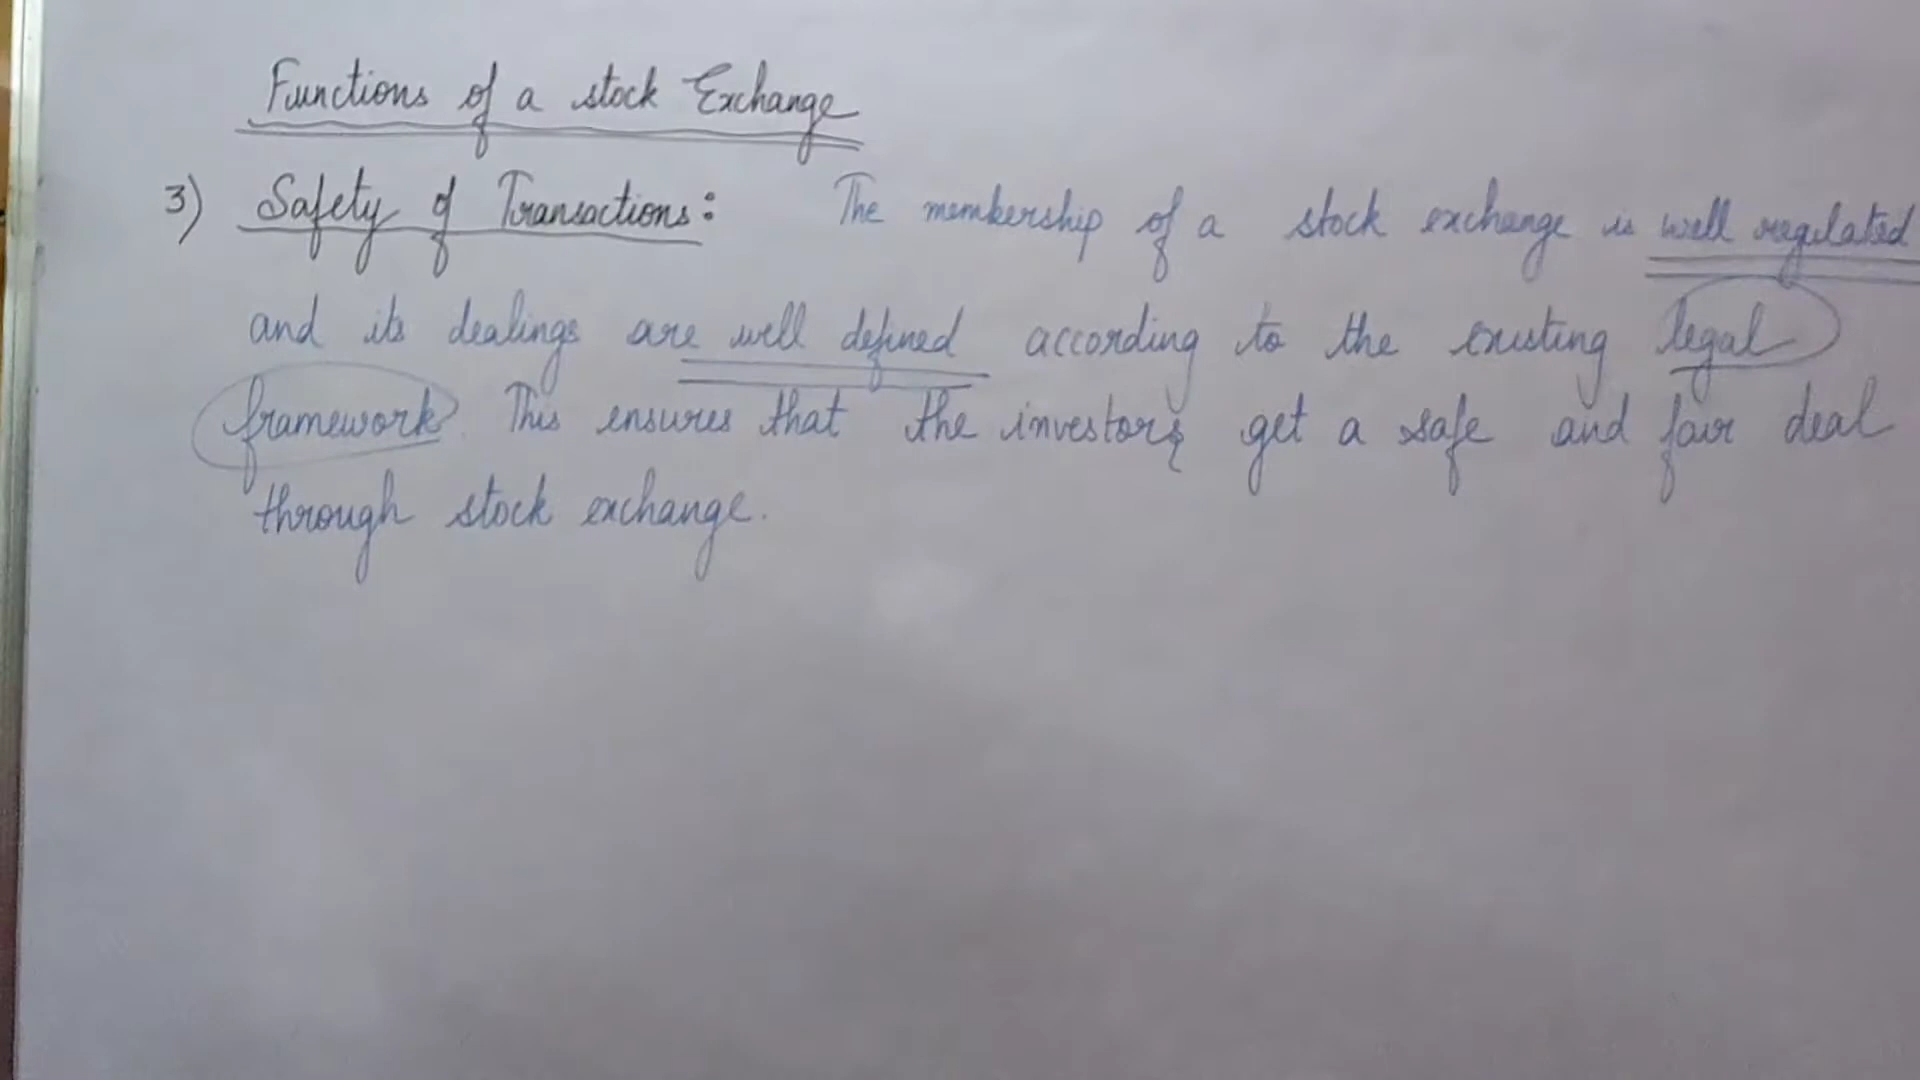 Functions of a stock Exchange
3) Safety of Transactions: The membership of a stock exchange is well regulated
and its dealings are well defined according to the existing legal
framework. This ensures that the investors get a safe and fair deal
through stock exchange.